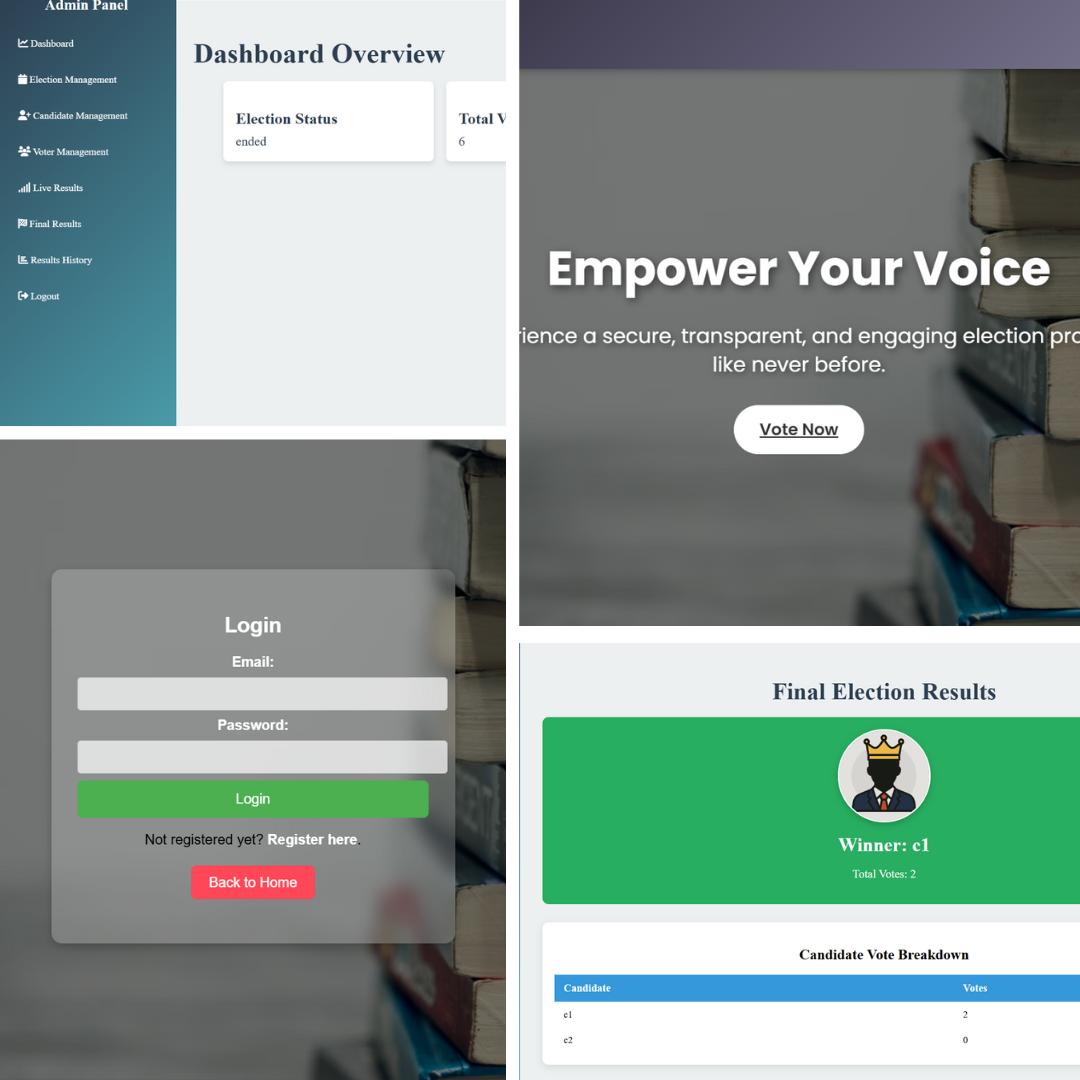 Admin Panel
Dashboard
Election Management
Candidate Management
Voter Management
Live Results
Final Results
Results History
Logout
Dashboard Overview
Election Status
ended
Total V
6
Empower Your Voice
rience a secure, transparent, and engaging election pro
like never before.
Vote Now
Login
Email:
Password:
Login
Not registered yet? Register here.
Back to Home
Final Election Results
Winner: c1
Total Votes: 2
Candidate Vote Breakdown
Candidate Votes
c1 2
c2 0